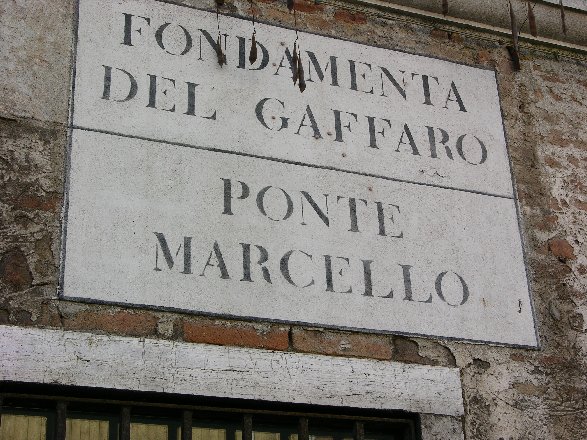 FONDAMENTA
DEL GAFFARO
PONTE
MARCELLO